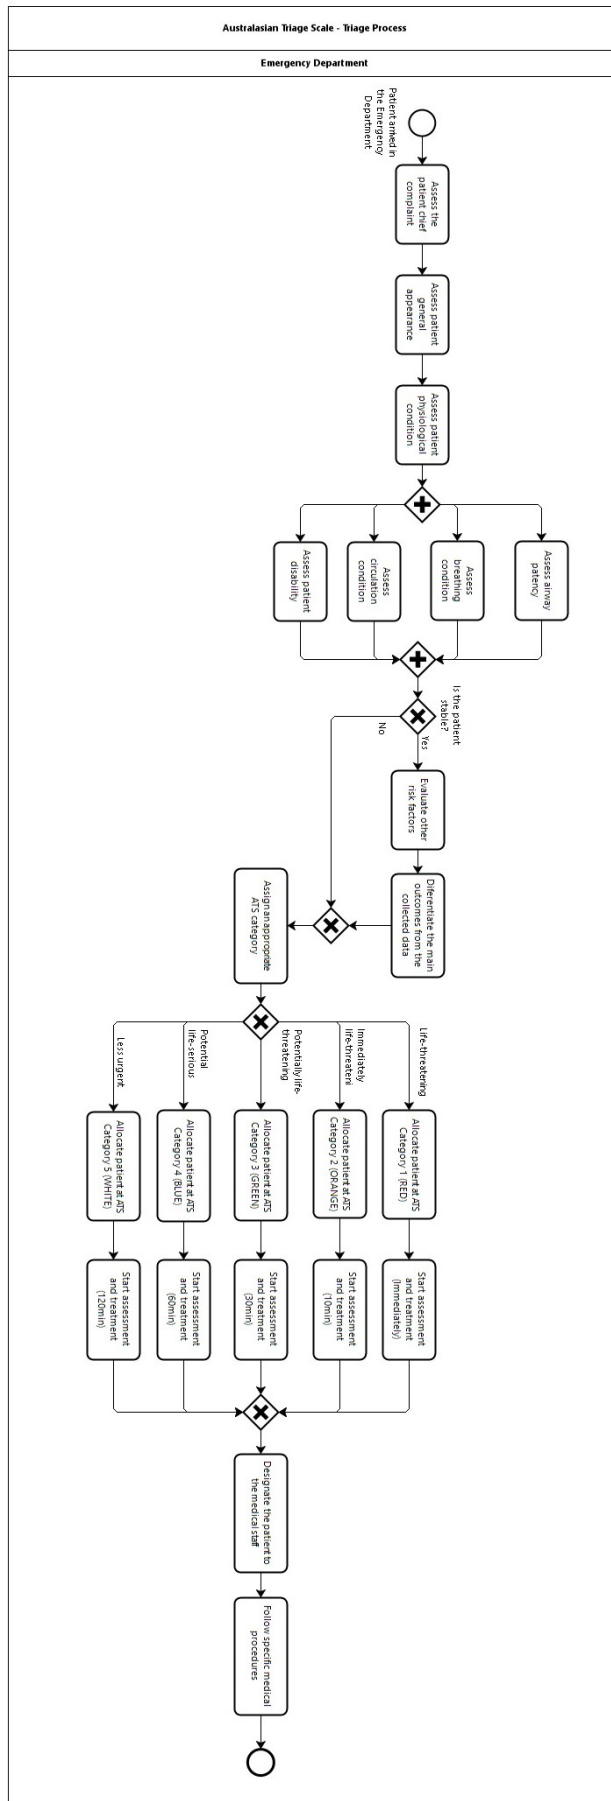 Australasian Triage Scale - Triage Process
Emergency Department
Patient arrived in
the Emergency
Department
Assess the
patient chief
complaint
Assess patient
general
appearance
Assess patient
physiological
condition
Assess airway
patency
Assess
breathing
condition
Assess
circulation
condition
Assess patient
disability
Is the patient
stable?
Yes
No
Evaluate other
risk factors
Diferentiate the main
outcomes from the
collected data
Assign an appropriate
ATS category
Life-threatening
Immediately
life-threateni
Potentially life-
threatening
Potential
life-serious
Less urgent
Allocate patient at ATS
Category 1 (RED)
Allocate patient at ATS
Category 2 (ORANGE)
Allocate patient at ATS
Category 3 (GREEN)
Allocate patient at ATS
Category 4 (BLUE)
Allocate patient at ATS
Category 5 (WHITE)
Start assessment
and treatment
(Immediately)
Start assessment
and treatment
(10min)
Start assessment
and treatment
(30min)
Start assessment
and treatment
(60min)
Start assessment
and treatment
(120min)
Designate the patient to
the medical staff
Follow specific medical
procedures